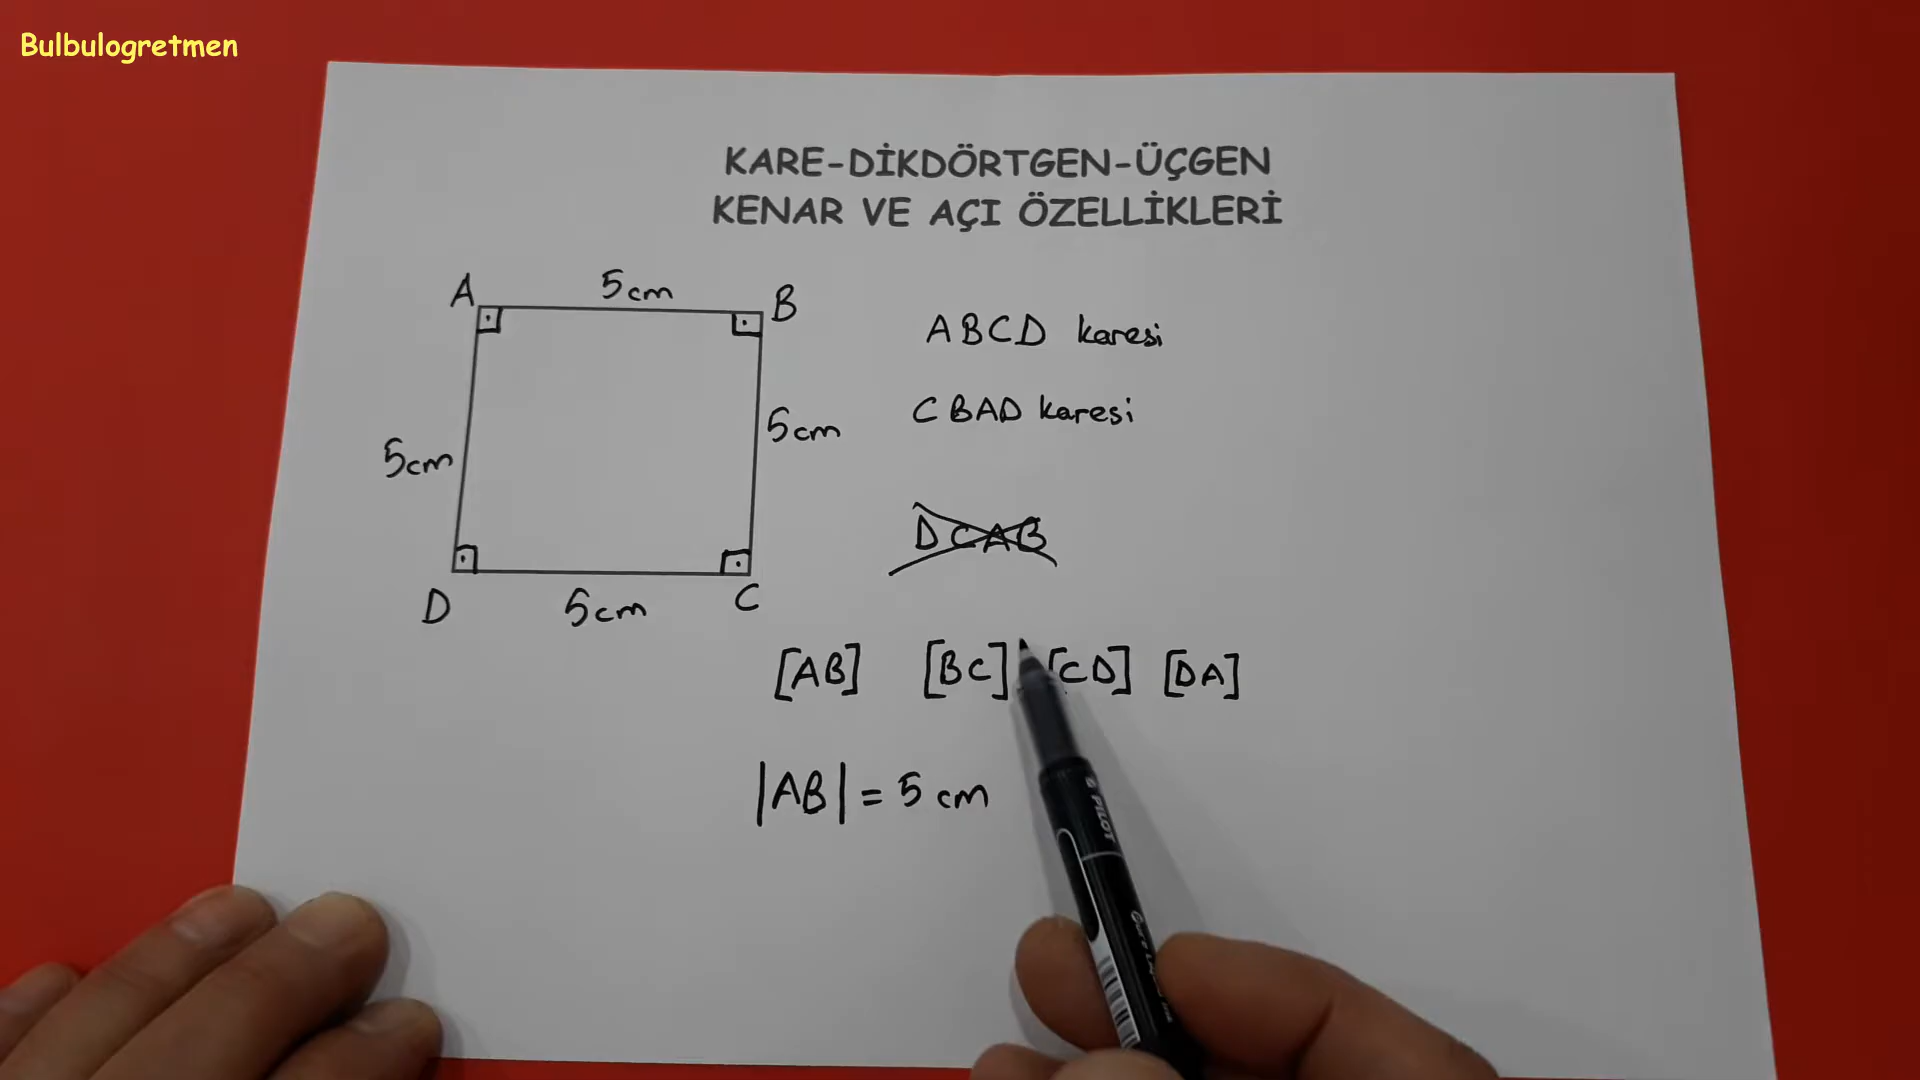 Bulbulogretmen
KARE-DİKDÖRTGEN-ÜÇGEN
KENAR VE AÇI ÖZELLİKLERİ
A 5cm B
ABCD karesi
CBAD karesi
5cm
5cm
DCAB
D 5cm C
[AB] [BC] [CD] [DA]
|AB| = 5 cm
PILOT